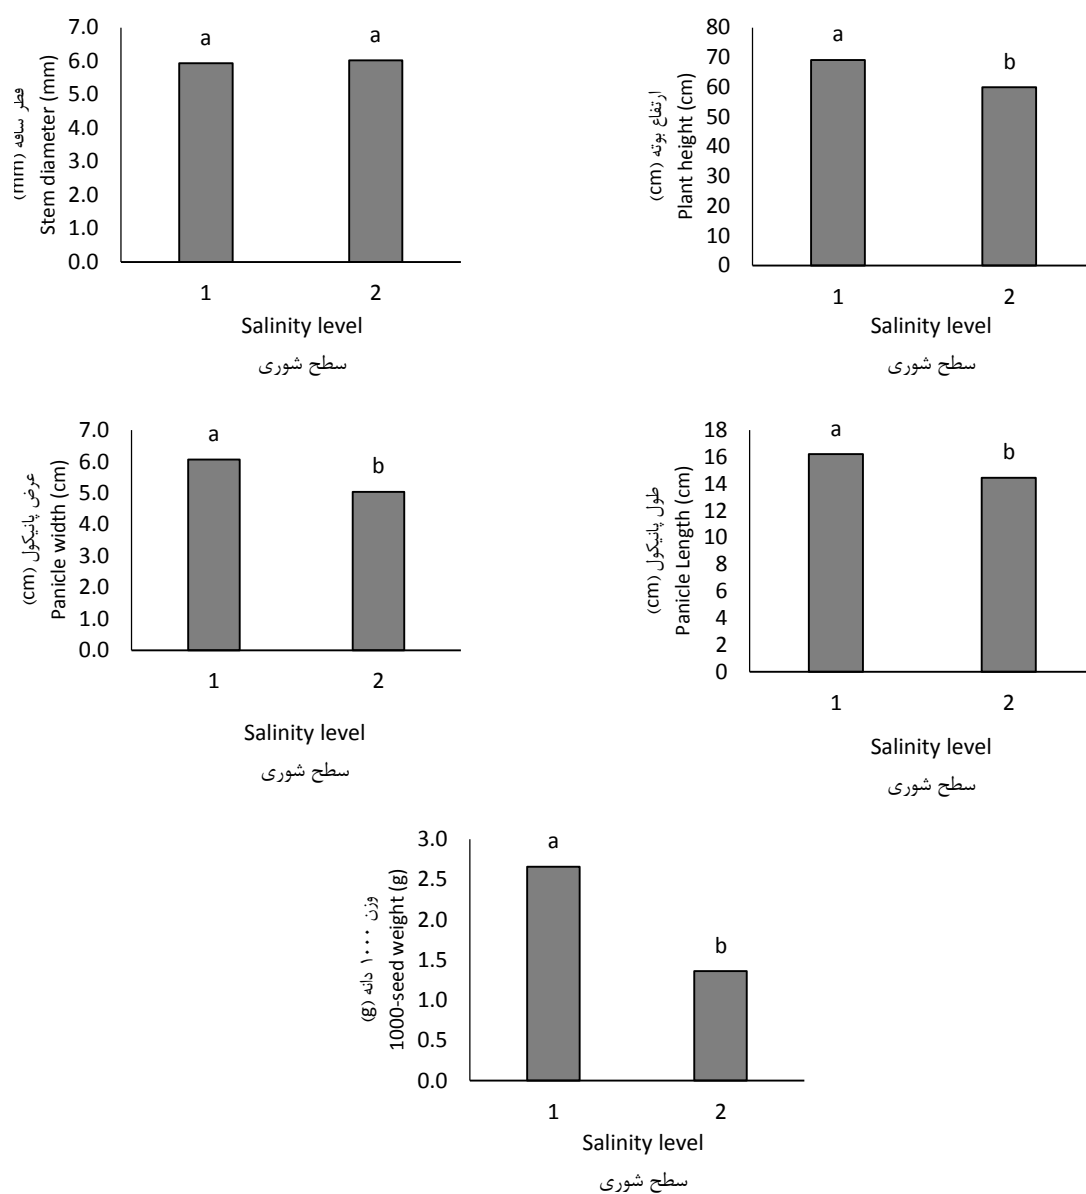 7.0
6.0
5.0
4.0
3.0
2.0
1.0
0.0
a
a
1
2
قطر ساقه (mm)
Stem diameter (mm)
Salinity level
سطح شوری
80
70
60
50
40
30
20
10
0
a
b
1
2
ارتفاع بوته (cm)
Plant height (cm)
Salinity level
سطح شوری
7.0
6.0
5.0
4.0
3.0
2.0
1.0
0.0
a
b
1
2
عرض پانیکول (cm)
Panicle width (cm)
Salinity level
سطح شوری
18
16
14
12
10
8
6
4
2
0
a
b
1
2
طول پانیکول (cm)
Panicle Length (cm)
Salinity level
سطح شوری
3.0
2.5
2.0
1.5
1.0
0.5
0.0
a
b
1
2
وزن ۱۰۰۰ دانه (g)
1000-seed weight (g)
Salinity level
سطح شوری